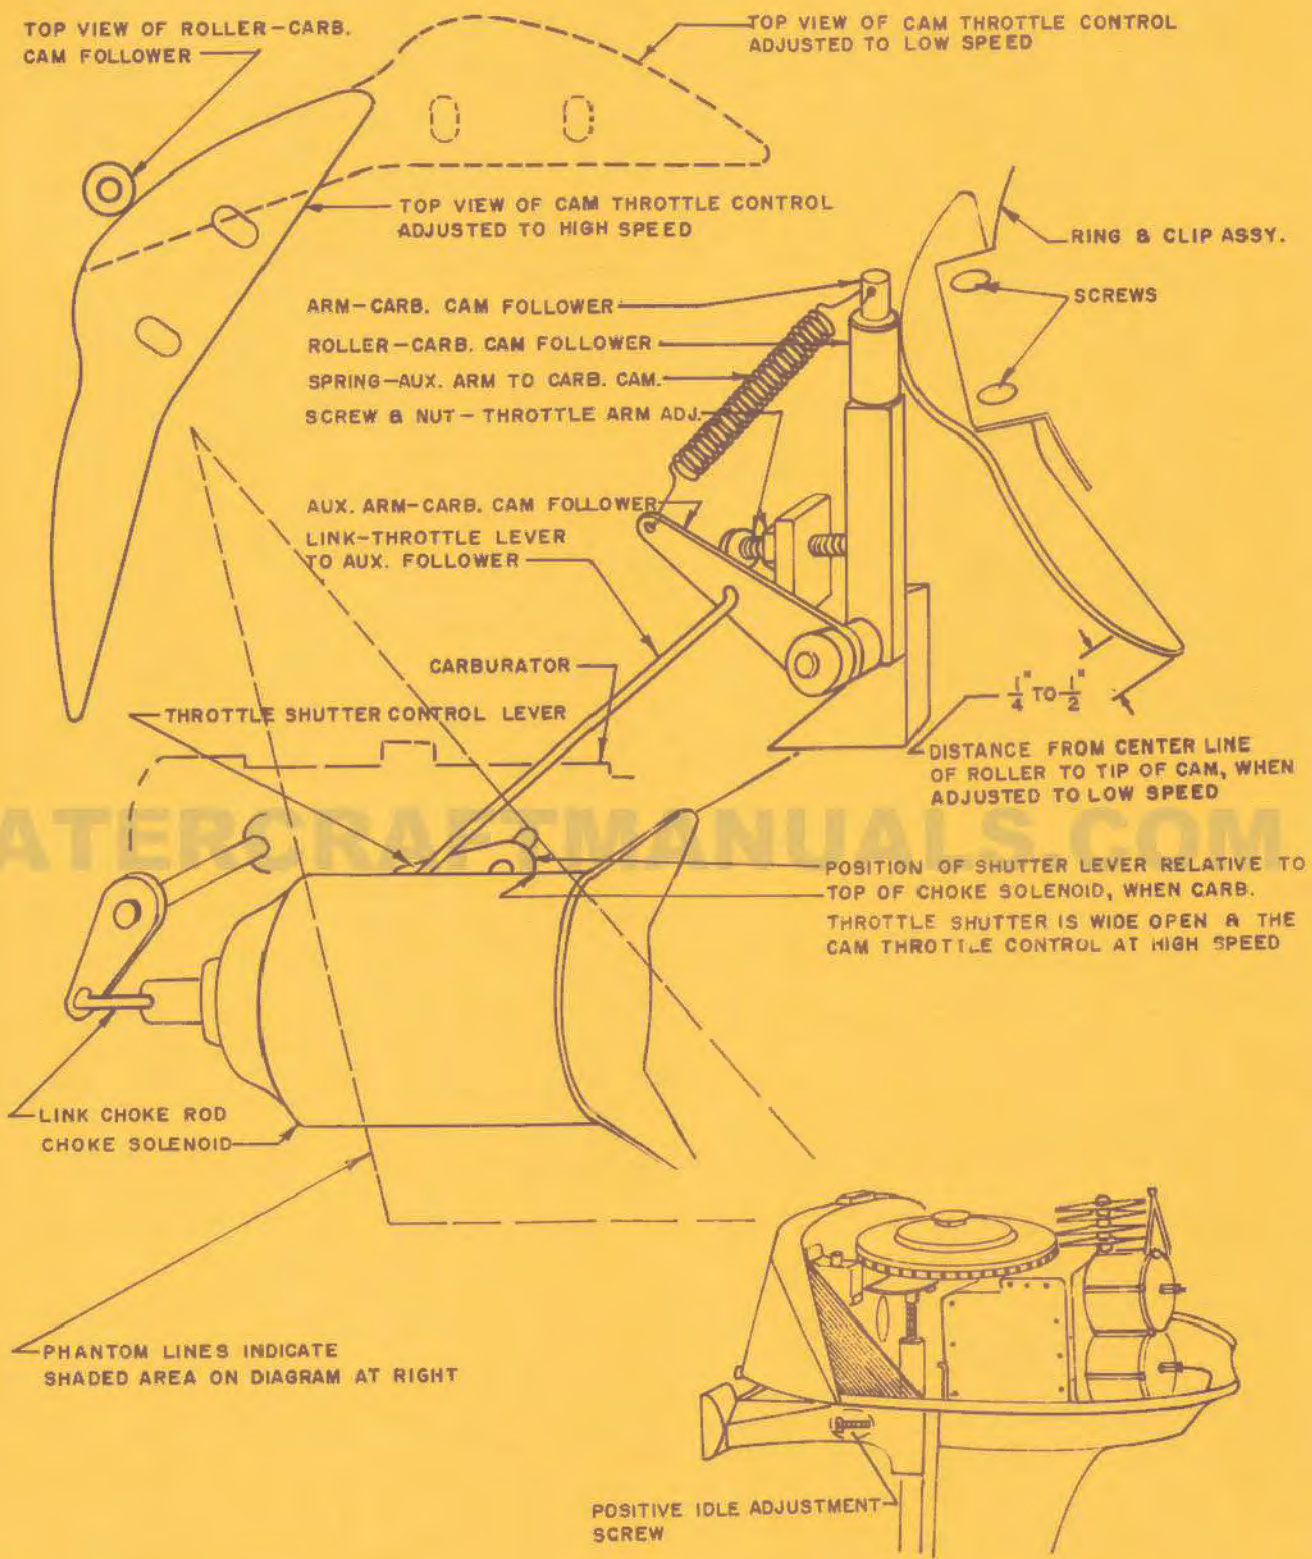 TOP VIEW OF ROLLER-CARB.
CAM FOLLOWER
TOP VIEW OF CAM THROTTLE CONTROL
ADJUSTED TO LOW SPEED
TOP VIEW OF CAM THROTTLE CONTROL
ADJUSTED TO HIGH SPEED
RING & CLIP ASSY.
SCREWS
ARM-CARB. CAM FOLLOWER
ROLLER-CARB. CAM FOLLOWER
SPRING-AUX. ARM TO CARB. CAM.
SCREW & NUT - THROTTLE ARM ADJ.
AUX. ARM-CARB. CAM FOLLOWER
LINK-THROTTLE LEVER
TO AUX. FOLLOWER
CARBURATOR
THROTTLE SHUTTER CONTROL LEVER
1/4" TO 1/2"
DISTANCE FROM CENTER LINE
OF ROLLER TO TIP OF CAM, WHEN
ADJUSTED TO LOW SPEED
ATERCRAFTMANUALS.COM
POSITION OF SHUTTER LEVER RELATIVE TO
TOP OF CHOKE SOLENOID, WHEN CARB.
THROTTLE SHUTTER IS WIDE OPEN & THE
CAM THROTTLE CONTROL AT HIGH SPEED
LINK CHOKE ROD
CHOKE SOLENOID
PHANTOM LINES INDICATE
SHADED AREA ON DIAGRAM AT RIGHT
POSITIVE IDLE ADJUSTMENT
SCREW